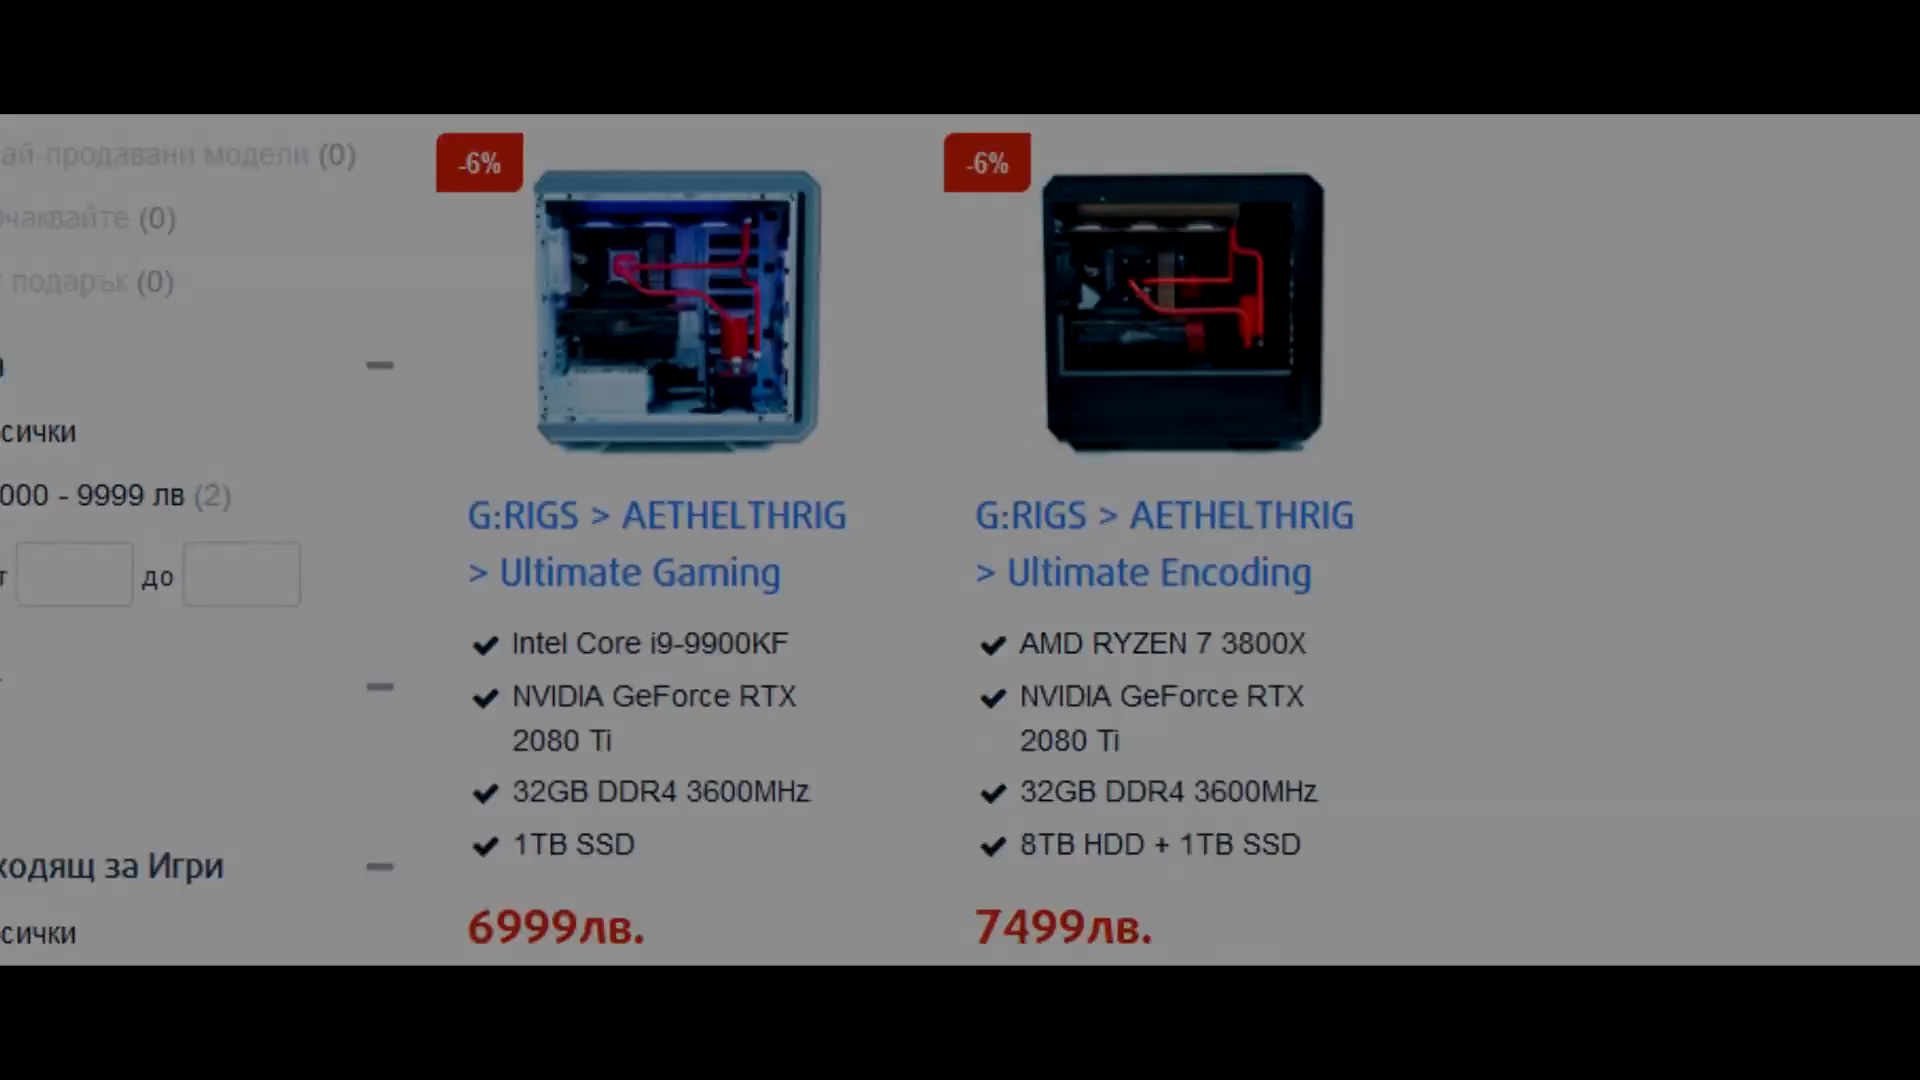 ай-продавани модели (0)
Очаквайте (0)
подарък (0)
сички
000 - 9999 лв (2)
до
ходящ за Игри
сички
-6%
G:RIGS > AETHELTHRIG
> Ultimate Gaming
Intel Core i9-9900KF
NVIDIA GeForce RTX
2080 Ti
32GB DDR4 3600MHz
1TB SSD
6999лв.
-6%
G:RIGS > AETHELTHRIG
> Ultimate Encoding
AMD RYZEN 7 3800X
NVIDIA GeForce RTX
2080 Ti
32GB DDR4 3600MHz
8TB HDD + 1TB SSD
7499лв.